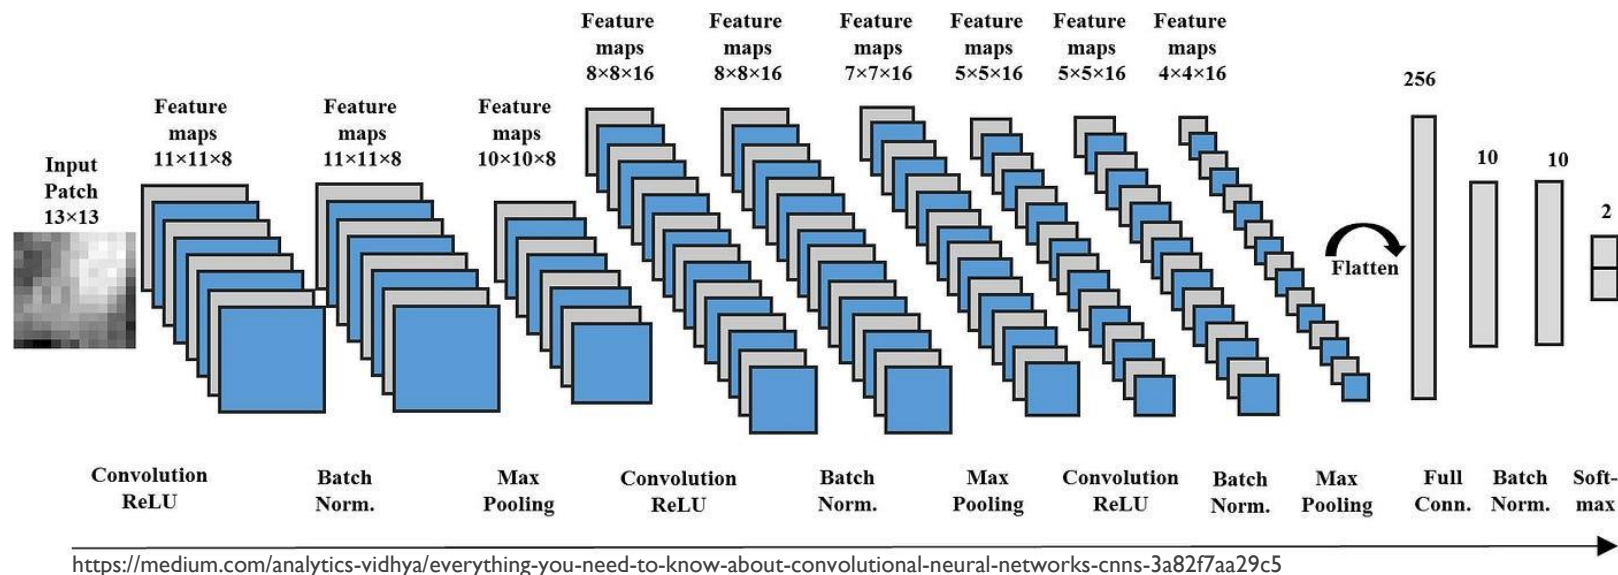 Input
Patch
13×13
Feature
maps
11×11×8
Feature
maps
11×11×8
Feature
maps
10×10×8
Feature
maps
8×8×16
Feature
maps
8×8×16
Feature
maps
7×7×16
Feature
maps
5×5×16
Feature
maps
5×5×16
Feature
maps
4×4×16
Flatten
256
10
10
2
Convolution
ReLU
Batch
Norm.
Max
Pooling
Convolution
ReLU
Batch
Norm.
Max
Pooling
Convolution
ReLU
Batch
Norm.
Max
Pooling
Full
Conn.
Batch
Norm.
Soft-
max
https://medium.com/analytics-vidhya/everything-you-need-to-know-about-convolutional-neural-networks-cnns-3a82f7aa29c5